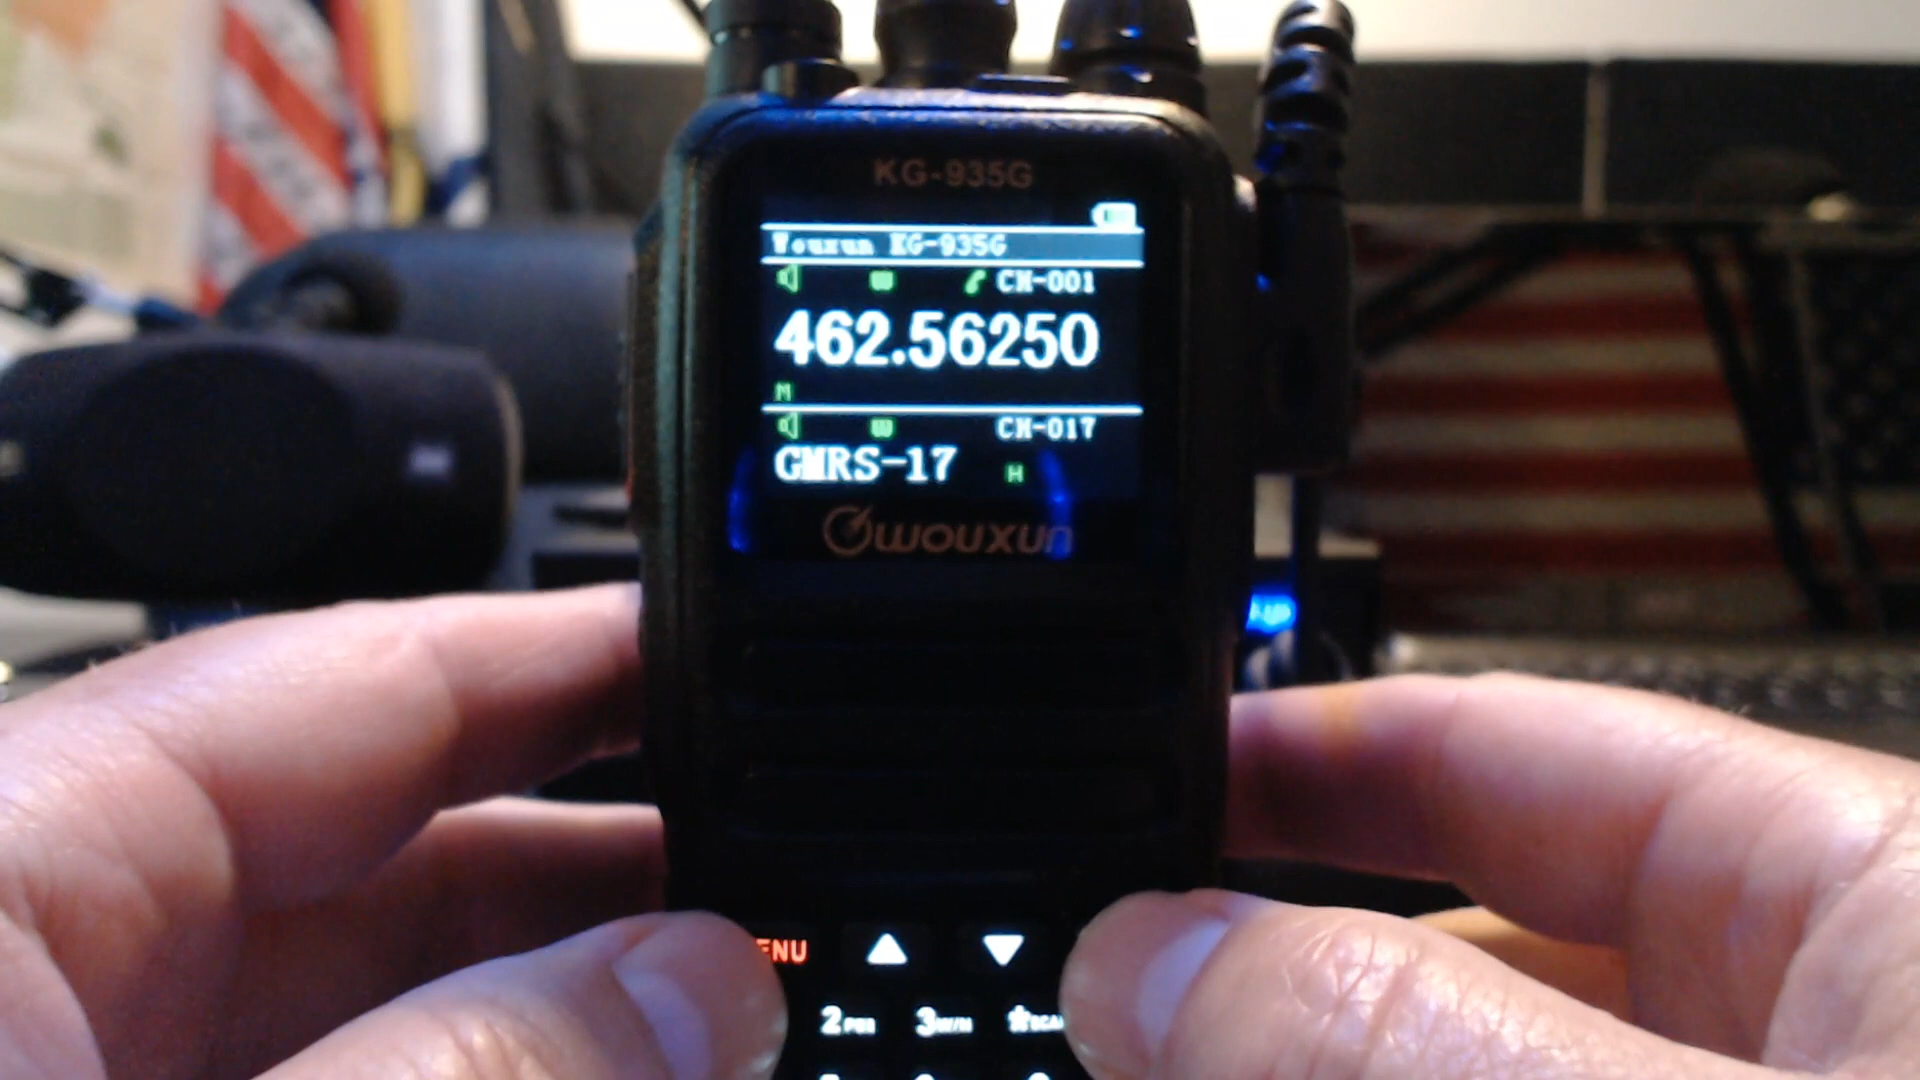 KG-935G
Wouxun KG-935G
W CH-001
462.56250
M
W CH-017
GMRS-17 H
wouxun
ENU ▲ ▼
2 3